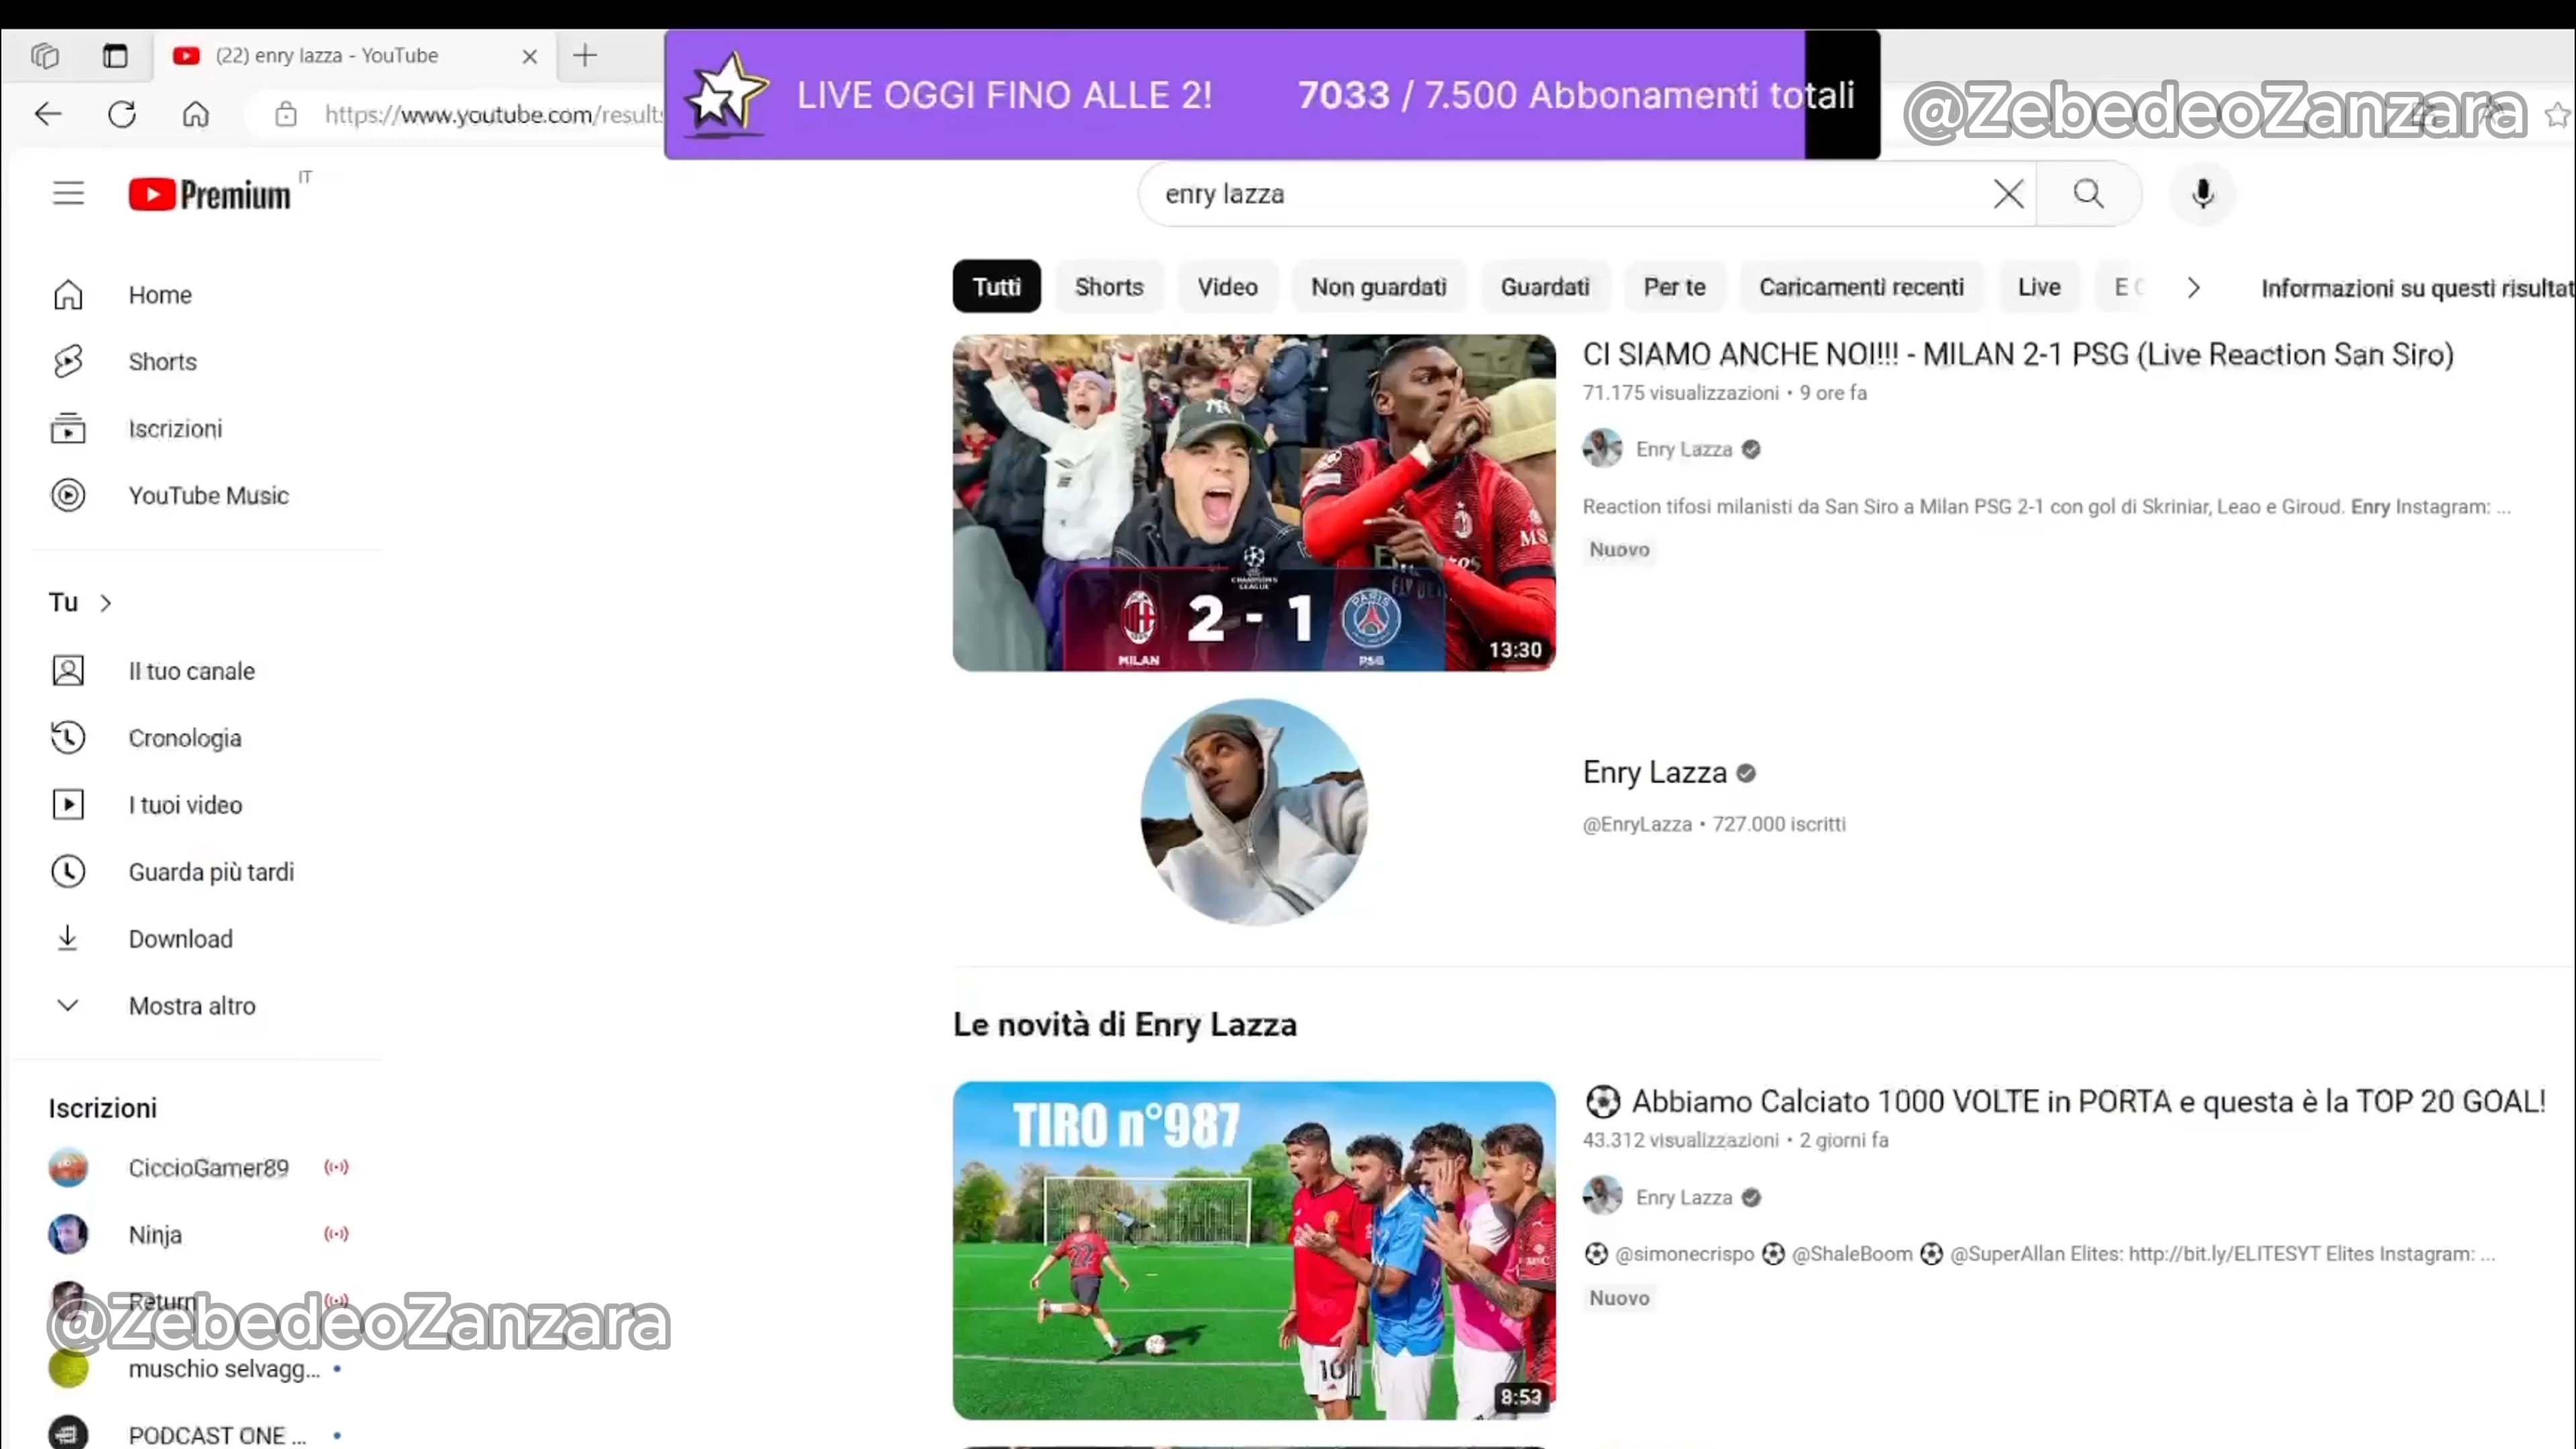 (22) enry lazza - YouTube
LIVE OGGI FINO ALLE 2! 7033 / 7.500 Abbonamenti totali
https://www.youtube.com/results
@ZebedeoZanzara
Premium IT
enry lazza
Tutti Shorts Video Non guardati Guardati Per te Caricamenti recenti Live
Informazioni su questi risultat
Home
Shorts
Iscrizioni
YouTube Music
Tu
Il tuo canale
Cronologia
I tuoi video
Guarda più tardi
Download
Mostra altro
Iscrizioni
CiccioGamer89
Ninja
Return
@ZebedeoZanzara
muschio selvagg...
PODCAST ONE ...
CHAMPIONS
LEAGUE
2 - 1
MILAN PSG
13:30
CI SIAMO ANCHE NOI!!! - MILAN 2-1 PSG (Live Reaction San Siro)
71.175 visualizzazioni • 9 ore fa
Enry Lazza
Reaction tifosi milanisti da San Siro a Milan PSG 2-1 con gol di Skriniar, Leao e Giroud. Enry Instagram: ...
Nuovo
Enry Lazza
@EnryLazza • 727.000 iscritti
Le novità di Enry Lazza
TIRO n°987
22
10
8:53
⚽ Abbiamo Calciato 1000 VOLTE in PORTA e questa è la TOP 20 GOAL!
43.312 visualizzazioni • 2 giorni fa
Enry Lazza
⚽ @simonecrispo ⚽ @ShaleBoom ⚽ @SuperAllan Elites: http://bit.ly/ELITESYT Elites Instagram: ...
Nuovo